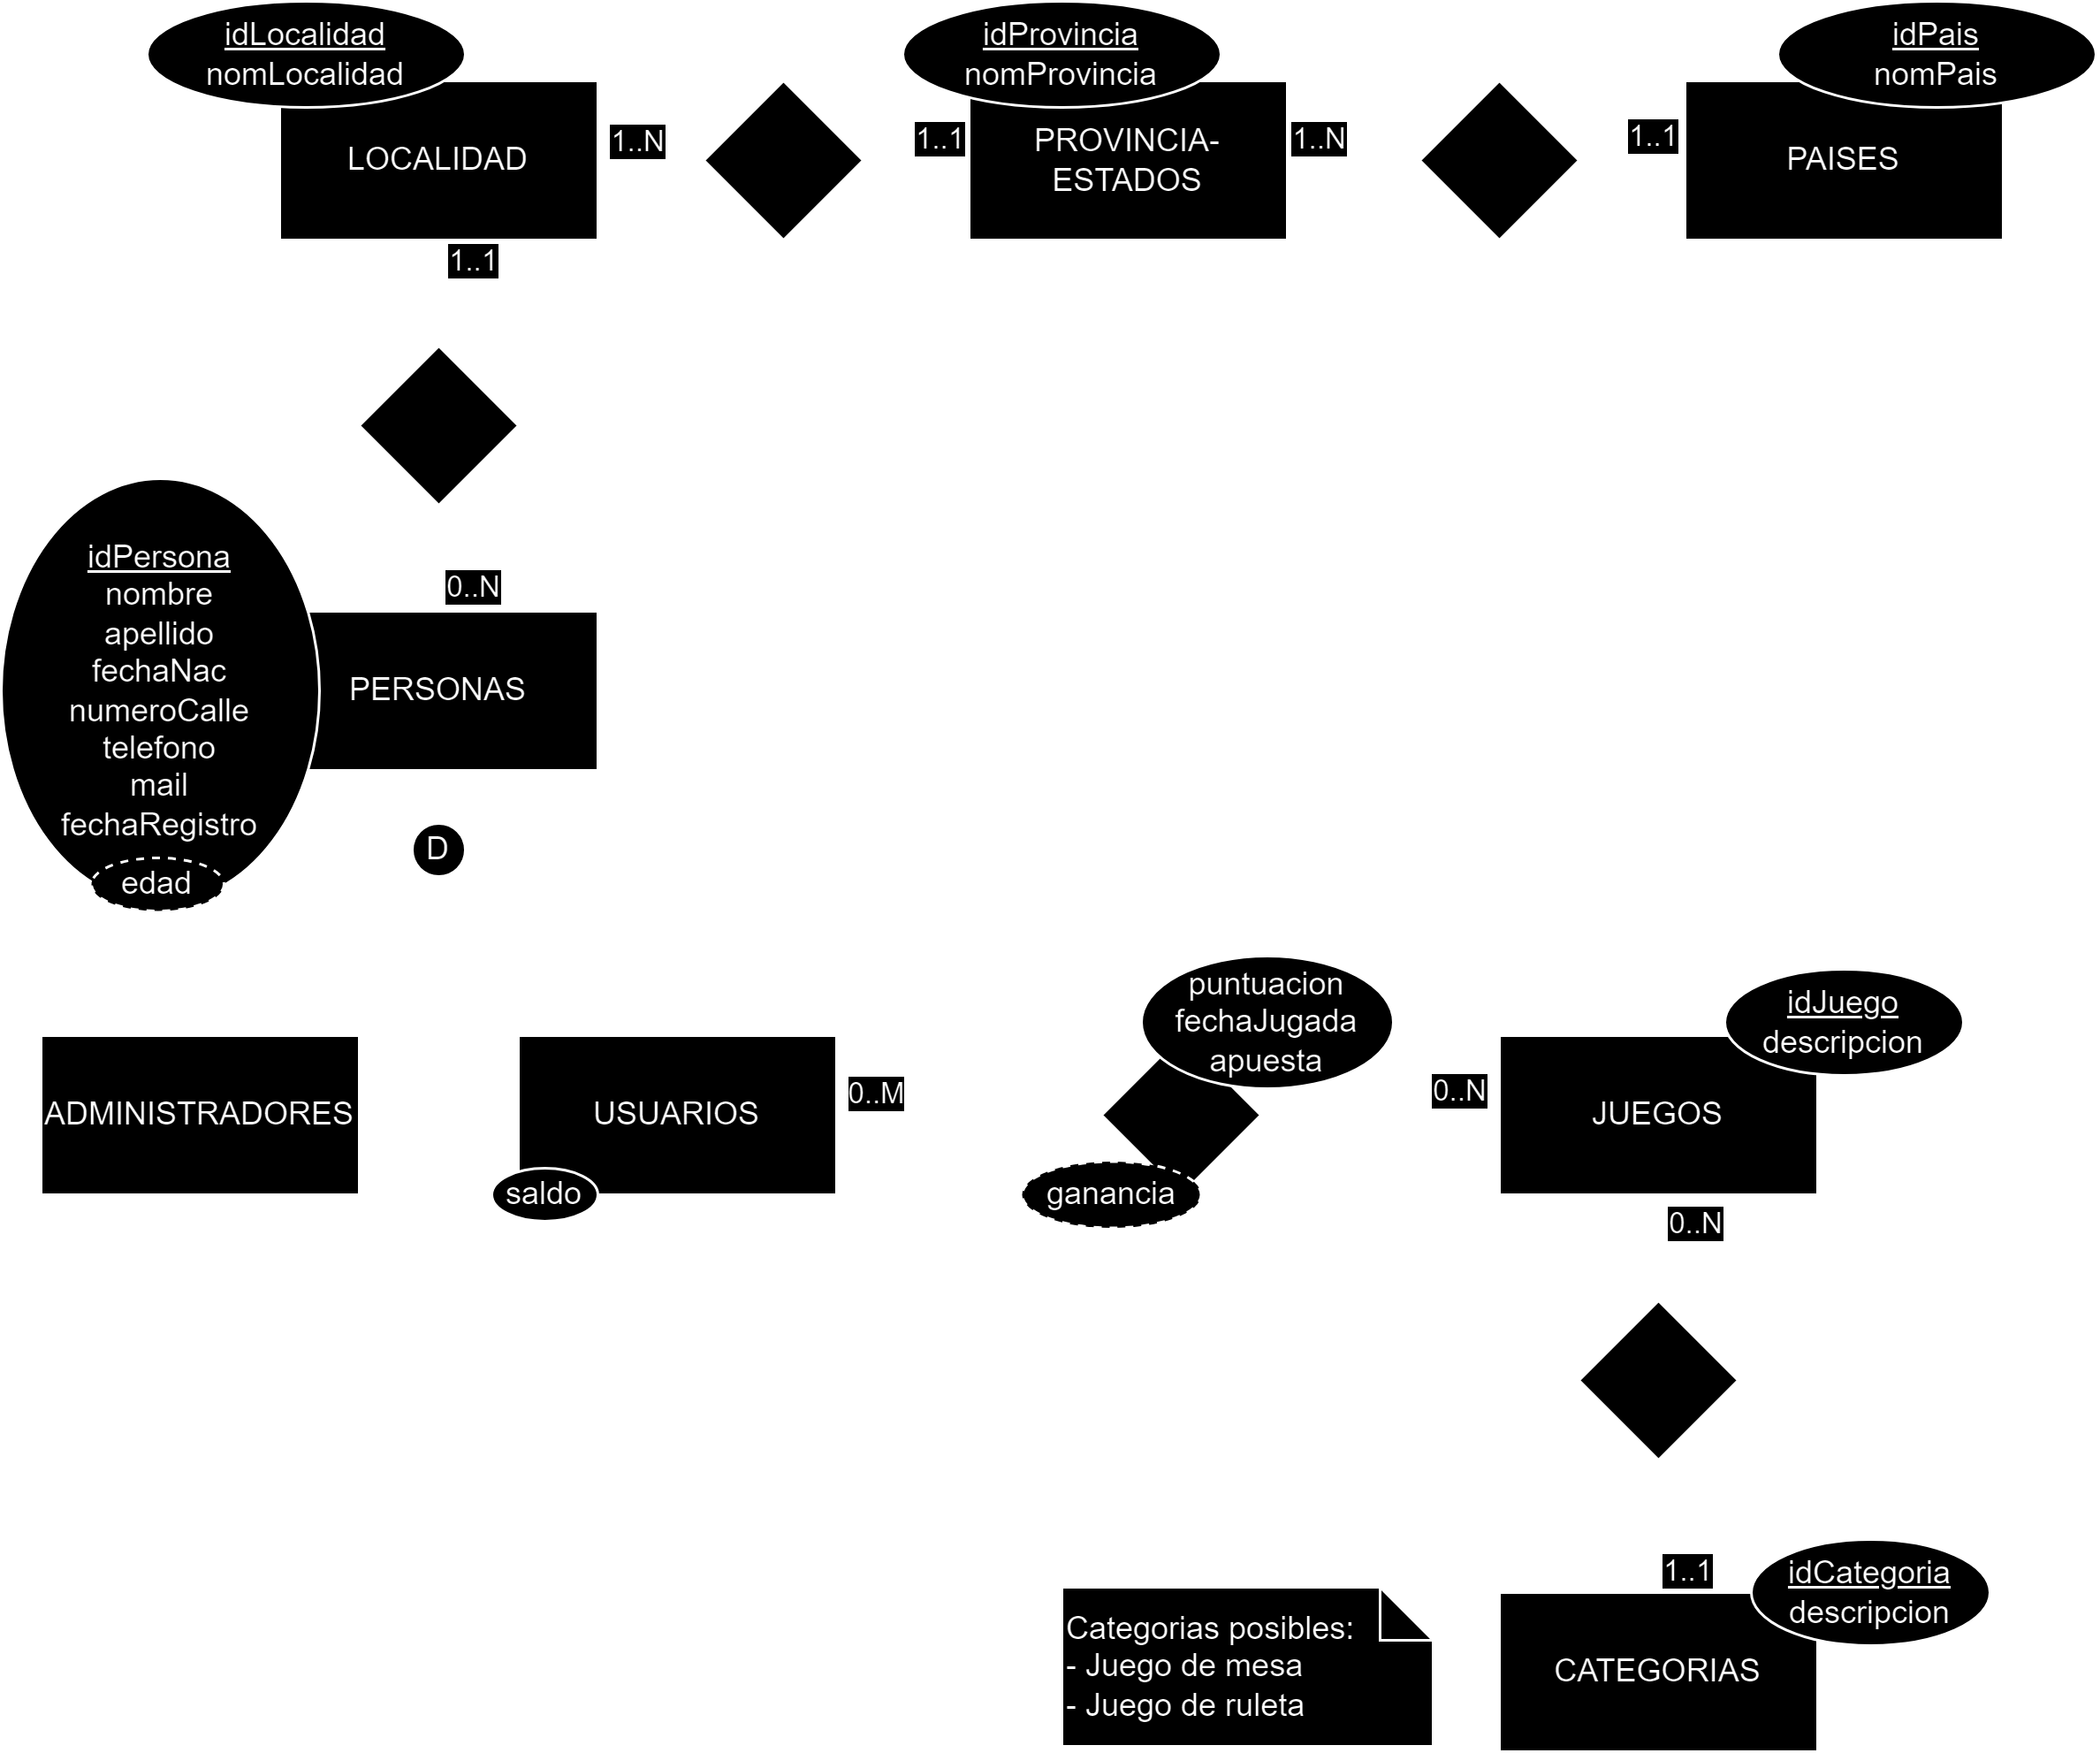 idLocalidad
nomLocalidad
LOCALIDAD
1..N
1..1
idProvincia
nomProvincia
1..1
PROVINCIA-
ESTADOS
1..N
idPais
nomPais
1..1
PAISES
0..N
idPersona
nombre
apellido
fechaNac
numeroCalle
telefono
mail
fechaRegistro
edad
PERSONAS
D
ADMINISTRADORES
USUARIOS
saldo
0..M
puntuacion
fechaJugada
apuesta
ganancia
0..N
idJuego
descripcion
JUEGOS
0..N
1..1
idCategoria
descripcion
CATEGORIAS
Categorias posibles:
- Juego de mesa
- Juego de ruleta